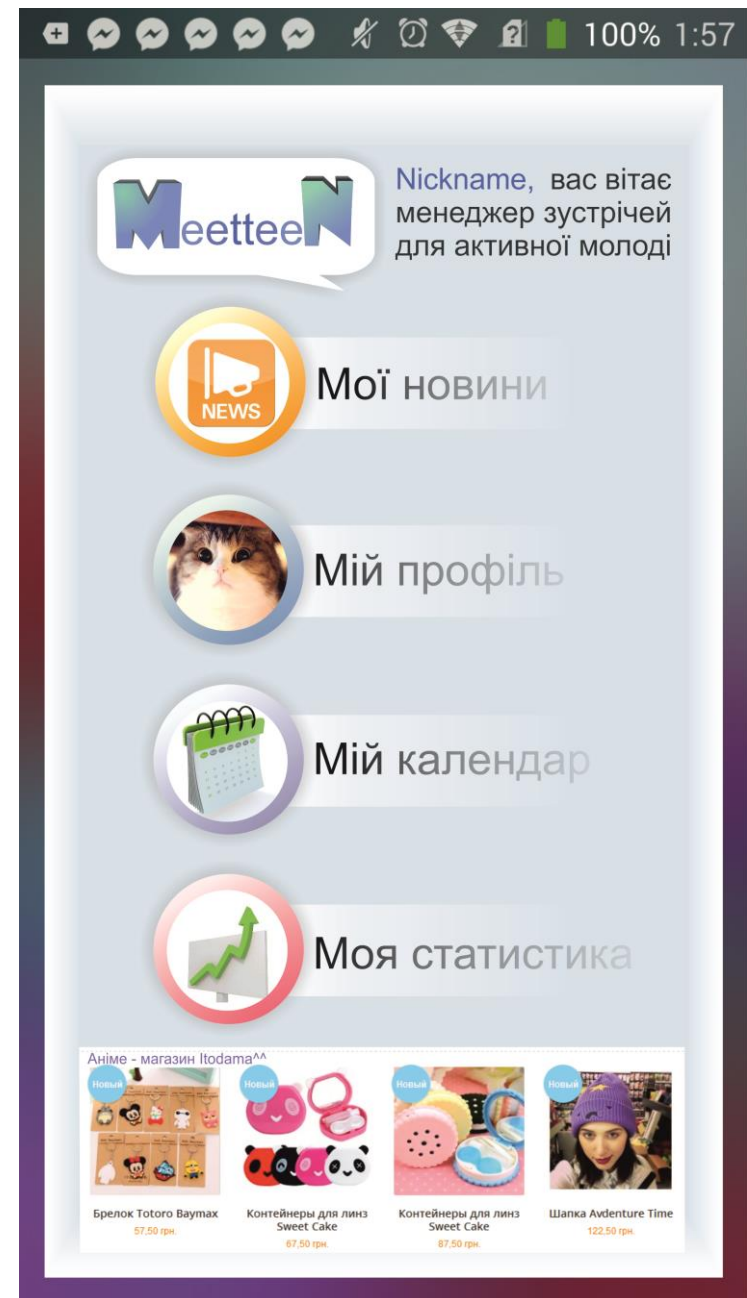 100% 1:57
MeetteeN
Nickname, вас вітає
менеджер зустрічей
для активної молоді
NEWS
Мої новини
Мій профіль
Мій календар
Моя статистика
Аніме - магазин Itodama^^
Новый Новый Новый Новый
Брелок Totoro Baymax
57,50 грн.
Контейнеры для линз
Sweet Cake
67,50 грн.
Контейнеры для линз
Sweet Cake
87,50 грн.
Шапка Avdenture Time
122,50 грн.